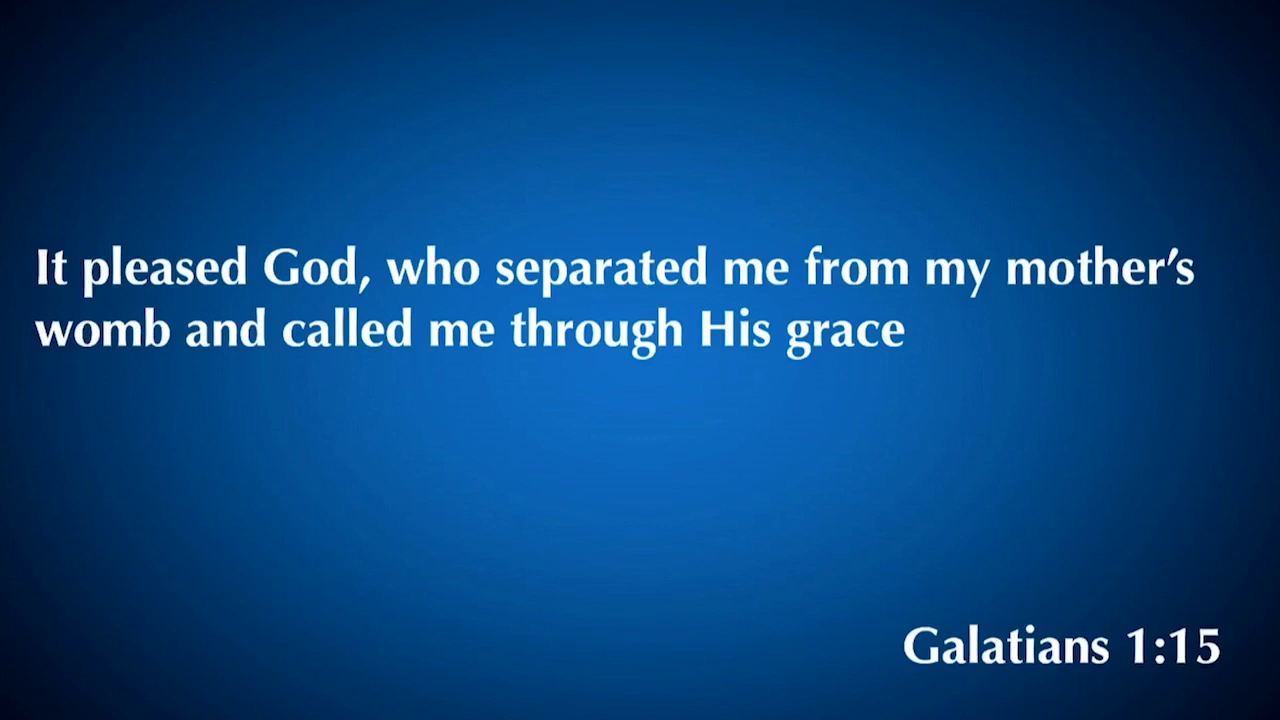 It pleased God, who separated me from my mother’s
womb and called me through His grace
Galatians 1:15